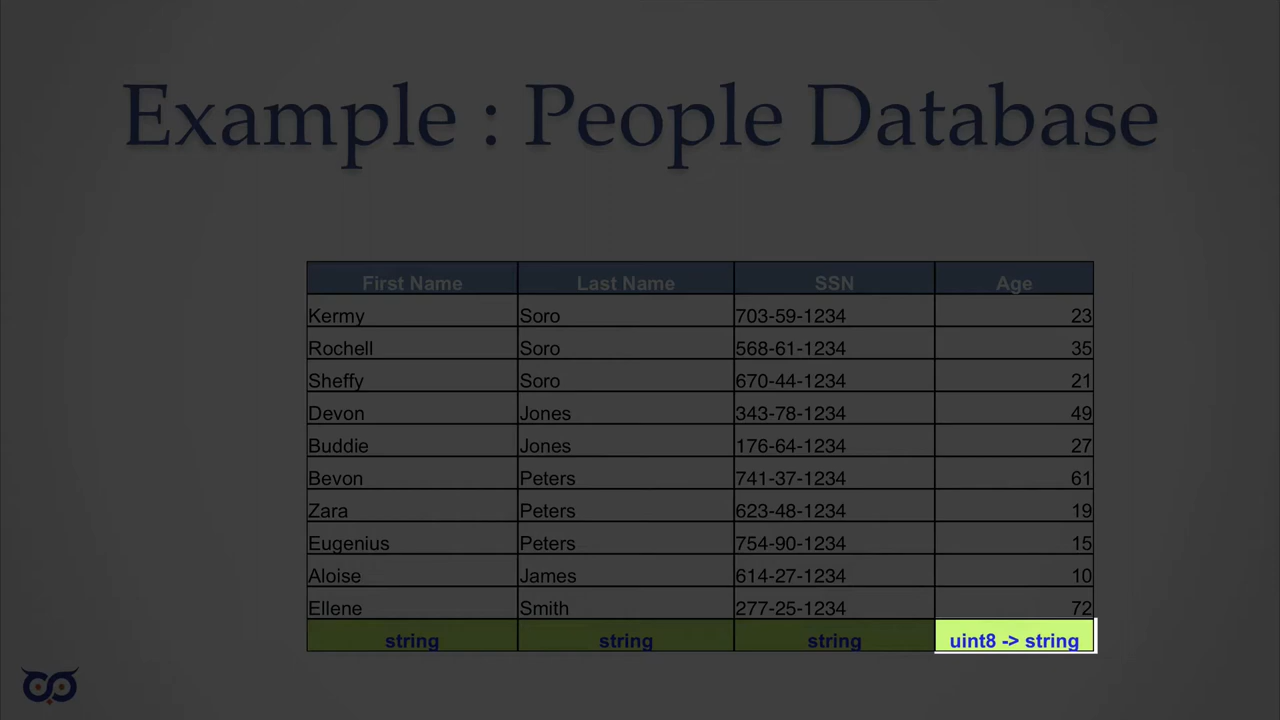 Example : People Database
First Name Last Name SSN Age
Kermy Soro 703-59-1234 23
Rochell Soro 568-61-1234 35
Sheffy Soro 670-44-1234 21
Devon Jones 343-78-1234 49
Buddie Jones 176-64-1234 27
Bevon Peters 741-37-1234 61
Zara Peters 623-48-1234 19
Eugenius Peters 754-90-1234 15
Aloise James 614-27-1234 10
Ellene Smith 277-25-1234 72
string string string uint8 -> string